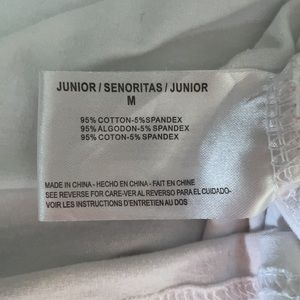 JUNIOR / SENORITAS / JUNIOR
M
95% COTTON-5%SPANDEX
95% ALGODON-5% SPANDEX
95% COTON-5% SPANDEX
MADE IN CHINA - HECHO EN CHINA - FAIT EN CHINE
SEE REVERSE FOR CARE-VER AL REVERSO PARA EL CUIDADO-
VOIR LES INSTRUCTIONS D'ENTRETIEN AU DOS